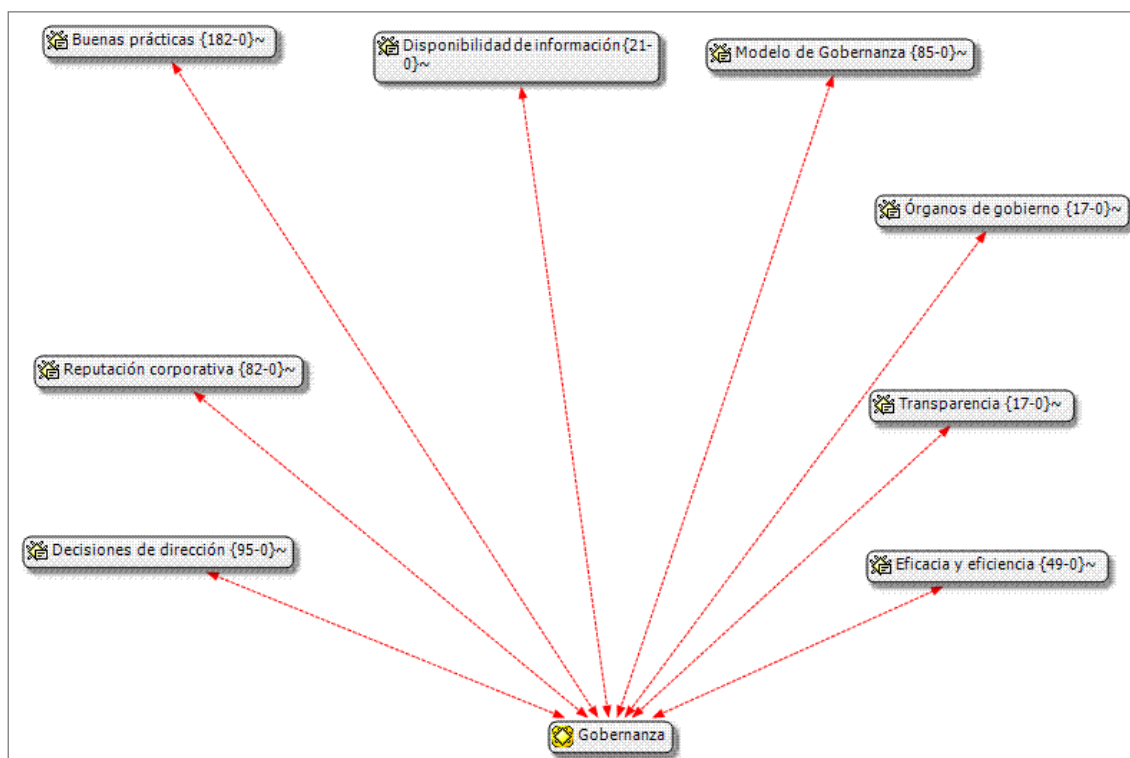 Buenas prácticas {182-0}~
Disponibilidad de información {21-
0}~
Modelo de Gobernanza {85-0}~
Órganos de gobierno {17-0}~
Reputación corporativa {82-0}~
Transparencia {17-0}~
Decisiones de dirección {95-0}~
Eficacia y eficiencia {49-0}~
Gobernanza